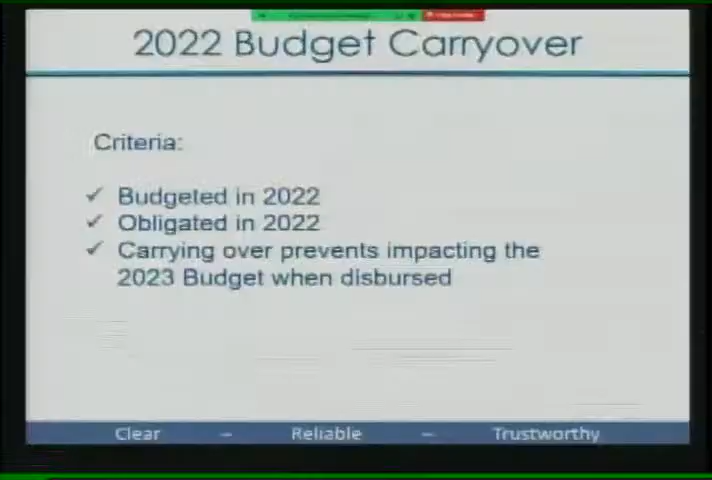 2022 Budget Carryover
Criteria:
✓ Budgeted in 2022
✓ Obligated in 2022
✓ Carrying over prevents impacting the
2023 Budget when disbursed
Clear – Reliable – Trustworthy